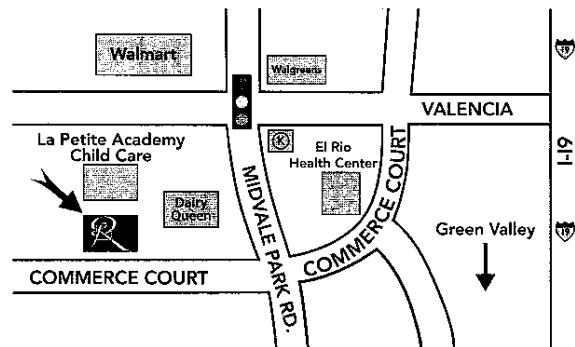 Walmart
Walgreens
19
VALENCIA
La Petite Academy
Child Care
K
El Rio
Health Center
I-19
Dairy
Queen
MIDVALE PARK RD.
COMMERCE COURT
Green Valley
19
R
COMMERCE COURT